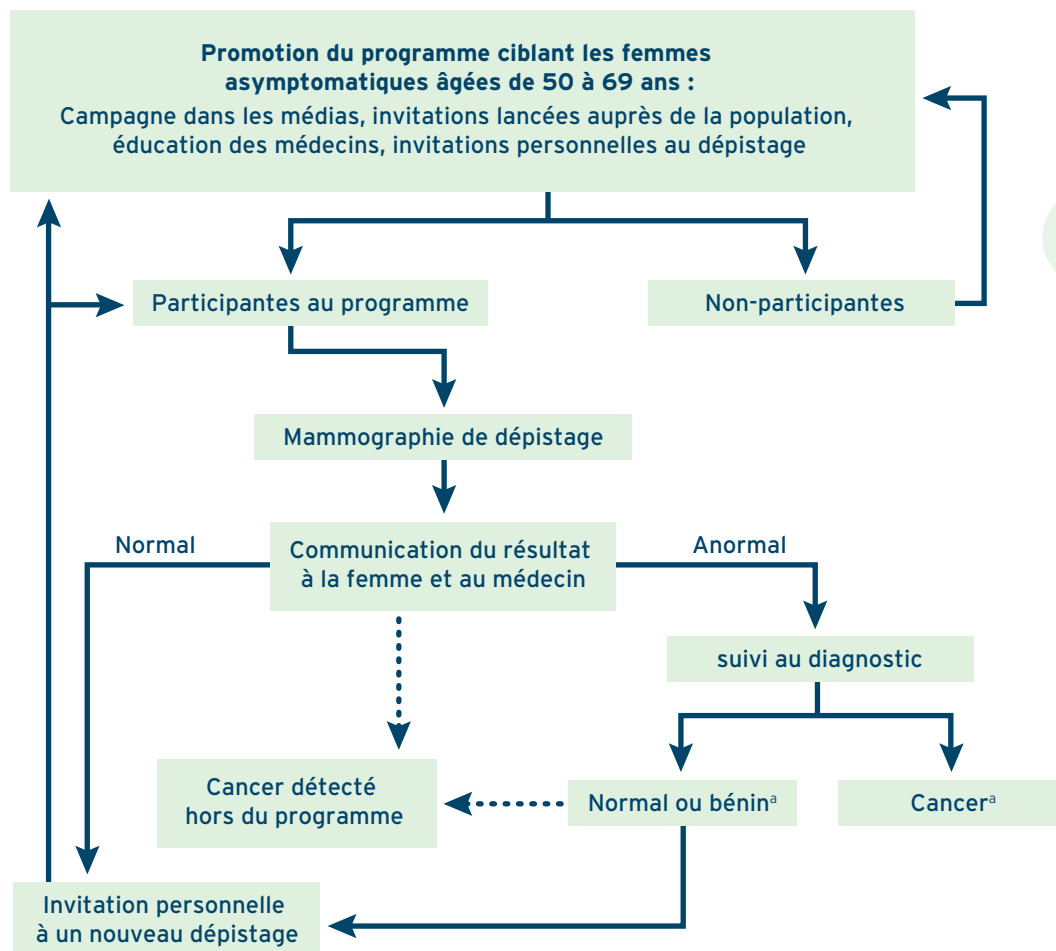 Promotion du programme ciblant les femmes
asymptomatiques âgées de 50 à 69 ans :
Campagne dans les médias, invitations lancées auprès de la population,
éducation des médecins, invitations personnelles au dépistage
Participantes au programme
Non-participantes
Mammographie de dépistage
Normal
Communication du résultat
à la femme et au médecin
Anormal
suivi au diagnostic
Cancer détecté
hors du programme
Normal ou béninᵃ
Cancerᵃ
Invitation personnelle
à un nouveau dépistage